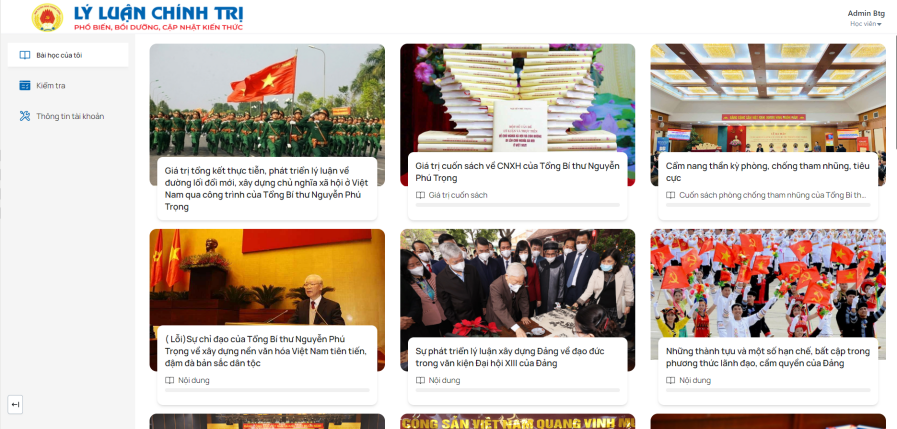 LÝ LUẬN CHÍNH TRỊ
PHỔ BIẾN, BỒI DƯỠNG, CẬP NHẬT KIẾN THỨC
Admin Btg
Học viên
Bài học của tôi
Kiểm tra
Thông tin tài khoản
Giá trị tổng kết thực tiễn, phát triển lý luận về
đường lối đổi mới, xây dựng chủ nghĩa xã hội ở Việt
Nam qua công trình của Tổng Bí thư Nguyễn Phú
Trọng
Giá trị cuốn sách về CNXH của Tổng Bí thư Nguyễn
Phú Trọng
Giá trị cuốn sách
Cẩm nang thần kỳ phòng, chống tham nhũng, tiêu
cực
Cuốn sách phòng chống tham nhũng của Tổng Bí th...
( Lỗi)Sự chỉ đạo của Tổng Bí thư Nguyễn Phú
Trọng về xây dựng nền văn hóa Việt Nam tiên tiến,
đậm đà bản sắc dân tộc
Nội dung
Sự phát triển lý luận xây dựng Đảng về đạo đức
trong văn kiện Đại hội XIII của Đảng
Nội dung
Những thành tựu và một số hạn chế, bất cập trong
phương thức lãnh đạo, cầm quyền của Đảng
Nội dung
CỘNG SẢN VIỆT NAM QUANG VINH